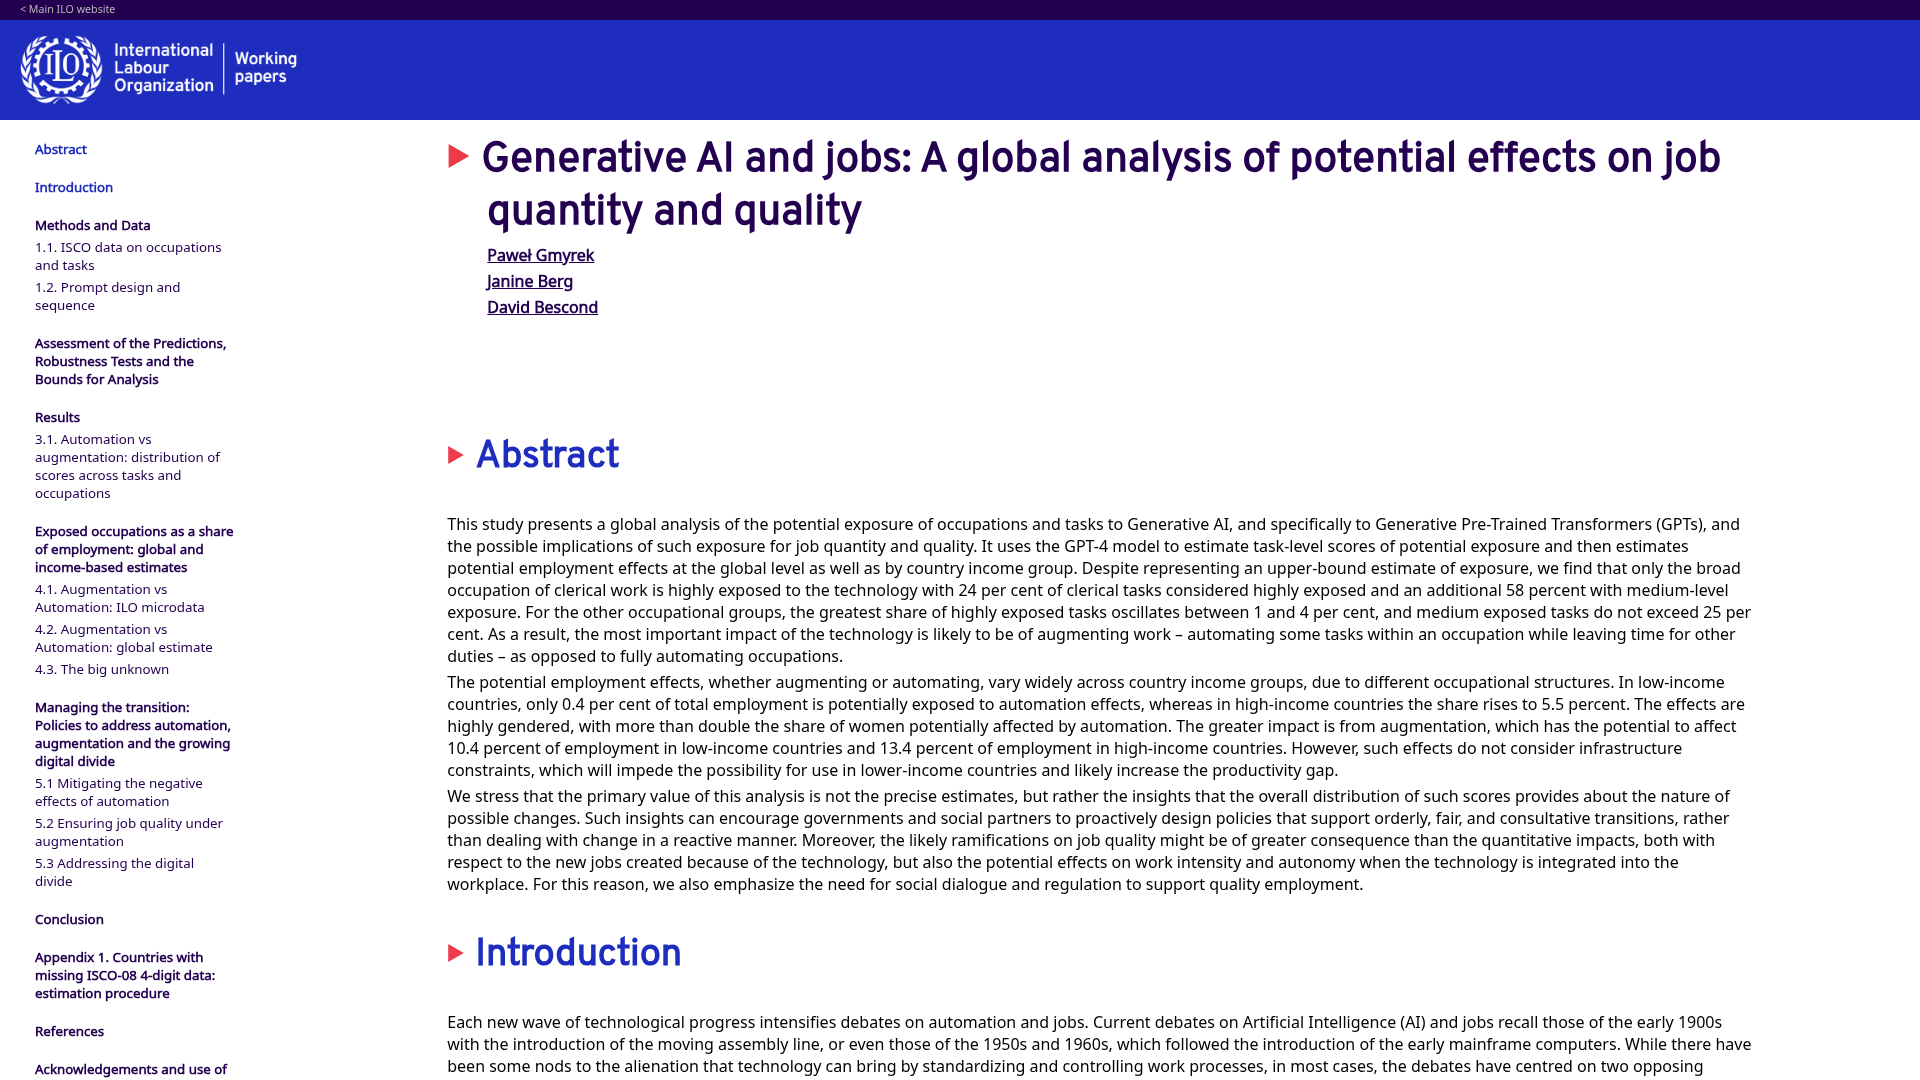 < Main ILO website
ILO
International
Labour
Organization
Working
papers
Abstract
Introduction
Methods and Data
1.1. ISCO data on occupations
and tasks
1.2. Prompt design and
sequence
Assessment of the Predictions,
Robustness Tests and the
Bounds for Analysis
Results
3.1. Automation vs
augmentation: distribution of
scores across tasks and
occupations
Exposed occupations as a share
of employment: global and
income-based estimates
4.1. Augmentation vs
Automation: ILO microdata
4.2. Augmentation vs
Automation: global estimate
4.3. The big unknown
Managing the transition:
Policies to address automation,
augmentation and the growing
digital divide
5.1 Mitigating the negative
effects of automation
5.2 Ensuring job quality under
augmentation
5.3 Addressing the digital
divide
Conclusion
Appendix 1. Countries with
missing ISCO-08 4-digit data:
estimation procedure
References
Acknowledgements and use of
Generative AI and jobs: A global analysis of potential effects on job
quantity and quality
Paweł Gmyrek
Janine Berg
David Bescond
Abstract
This study presents a global analysis of the potential exposure of occupations and tasks to Generative AI, and specifically to Generative Pre-Trained Transformers (GPTs), and
the possible implications of such exposure for job quantity and quality. It uses the GPT-4 model to estimate task-level scores of potential exposure and then estimates
potential employment effects at the global level as well as by country income group. Despite representing an upper-bound estimate of exposure, we find that only the broad
occupation of clerical work is highly exposed to the technology with 24 per cent of clerical tasks considered highly exposed and an additional 58 percent with medium-level
exposure. For the other occupational groups, the greatest share of highly exposed tasks oscillates between 1 and 4 per cent, and medium exposed tasks do not exceed 25 per
cent. As a result, the most important impact of the technology is likely to be of augmenting work – automating some tasks within an occupation while leaving time for other
duties – as opposed to fully automating occupations.
The potential employment effects, whether augmenting or automating, vary widely across country income groups, due to different occupational structures. In low-income
countries, only 0.4 per cent of total employment is potentially exposed to automation effects, whereas in high-income countries the share rises to 5.5 percent. The effects are
highly gendered, with more than double the share of women potentially affected by automation. The greater impact is from augmentation, which has the potential to affect
10.4 percent of employment in low-income countries and 13.4 percent of employment in high-income countries. However, such effects do not consider infrastructure
constraints, which will impede the possibility for use in lower-income countries and likely increase the productivity gap.
We stress that the primary value of this analysis is not the precise estimates, but rather the insights that the overall distribution of such scores provides about the nature of
possible changes. Such insights can encourage governments and social partners to proactively design policies that support orderly, fair, and consultative transitions, rather
than dealing with change in a reactive manner. Moreover, the likely ramifications on job quality might be of greater consequence than the quantitative impacts, both with
respect to the new jobs created because of the technology, but also the potential effects on work intensity and autonomy when the technology is integrated into the
workplace. For this reason, we also emphasize the need for social dialogue and regulation to support quality employment.
Introduction
Each new wave of technological progress intensifies debates on automation and jobs. Current debates on Artificial Intelligence (AI) and jobs recall those of the early 1900s
with the introduction of the moving assembly line, or even those of the 1950s and 1960s, which followed the introduction of the early mainframe computers. While there have
been some nods to the alienation that technology can bring by standardizing and controlling work processes, in most cases, the debates have centred on two opposing